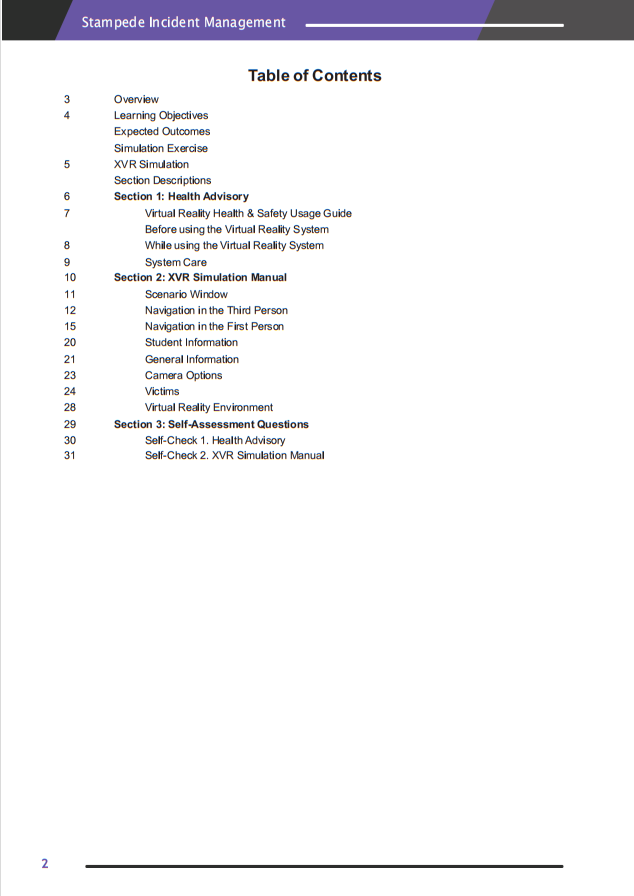 Stampede Incident Management
Table of Contents
3 Overview
4 Learning Objectives
Expected Outcomes
Simulation Exercise
5 XVR Simulation
Section Descriptions
6 Section 1: Health Advisory
7 Virtual Reality Health & Safety Usage Guide
Before using the Virtual Reality System
8 While using the Virtual Reality System
9 System Care
10 Section 2: XVR Simulation Manual
11 Scenario Window
12 Navigation in the Third Person
15 Navigation in the First Person
20 Student Information
21 General Information
23 Camera Options
24 Victims
28 Virtual Reality Environment
29 Section 3: Self-Assessment Questions
30 Self-Check 1. Health Advisory
31 Self-Check 2. XVR Simulation Manual
2